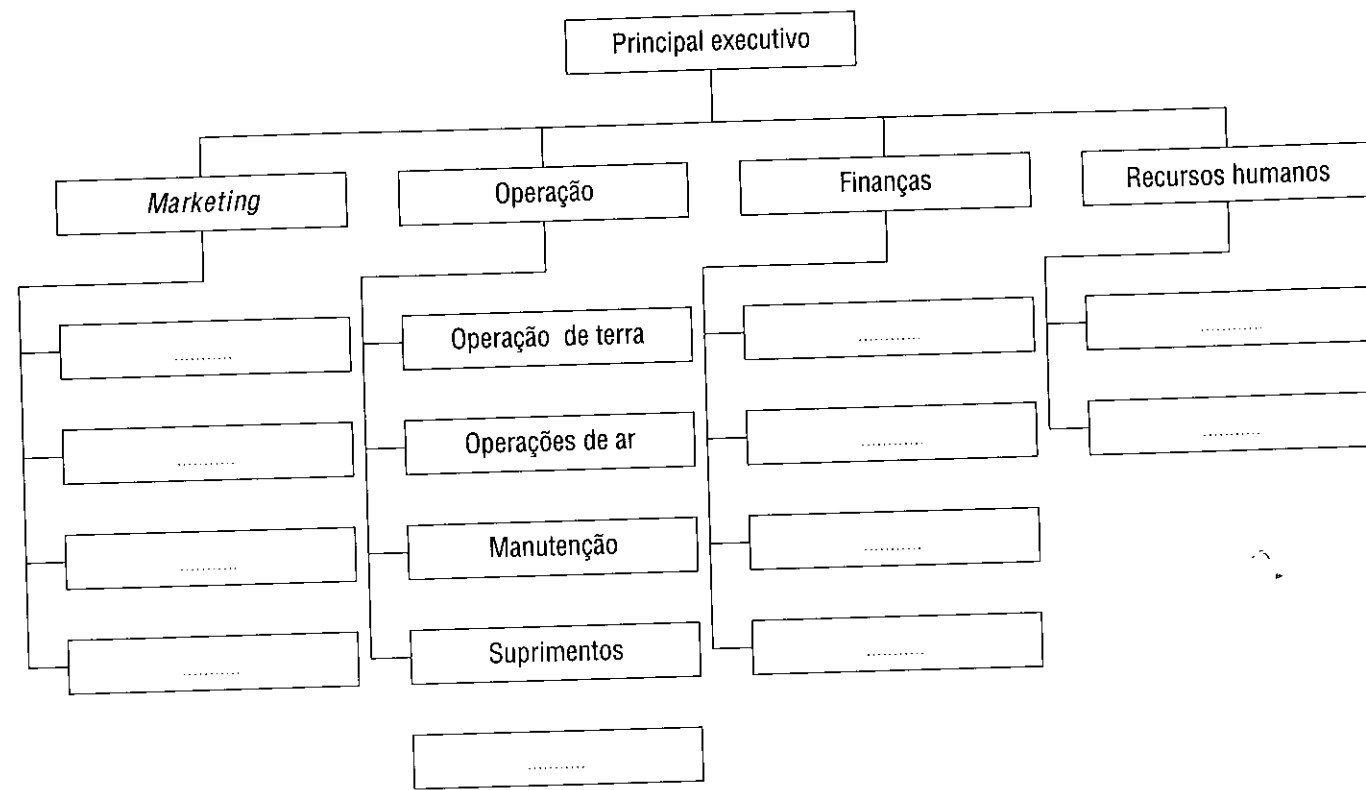 Principal executivo
Marketing
Operação
Finanças
Recursos humanos
..........
..........
..........
..........
Operação de terra
Operações de ar
Manutenção
Suprimentos
..........
..........
..........
..........
..........
..........
..........